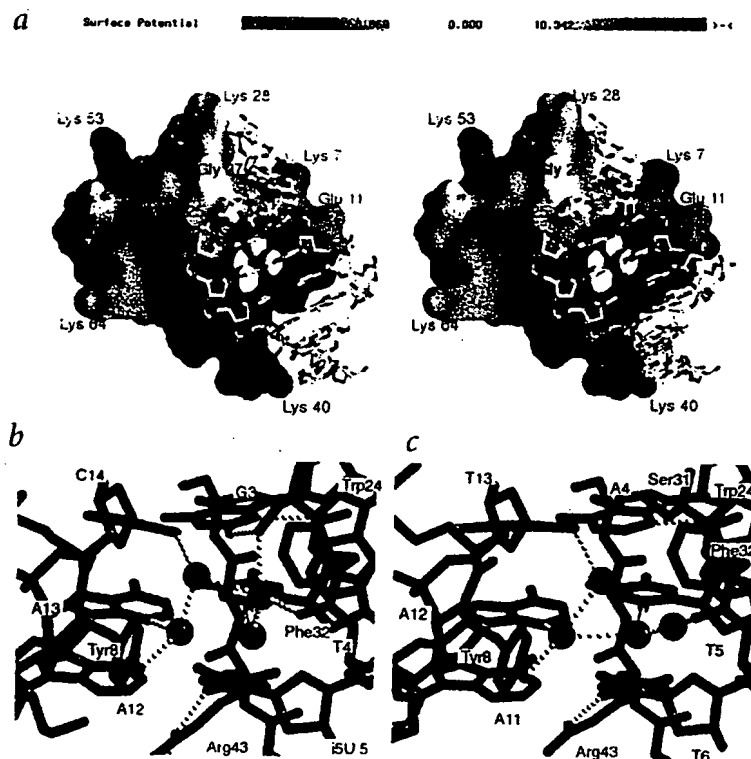 a
Surface Potential 0.000 10.342 >-<
Lys 28 Lys 28
Lys 53 Lys 53
Lys 7 Lys 7
Glu 11 Glu 11
Lys 64 Lys 64
Lys 40 Lys 40
b c
C14 G3 Trp24 T13 A4 Ser31 Trp24
Phe32
A13 A12
Tyr8 Phe32 Tyr8
T4 T5
A12 A11
Arg43 i5U 5 Arg43 T6